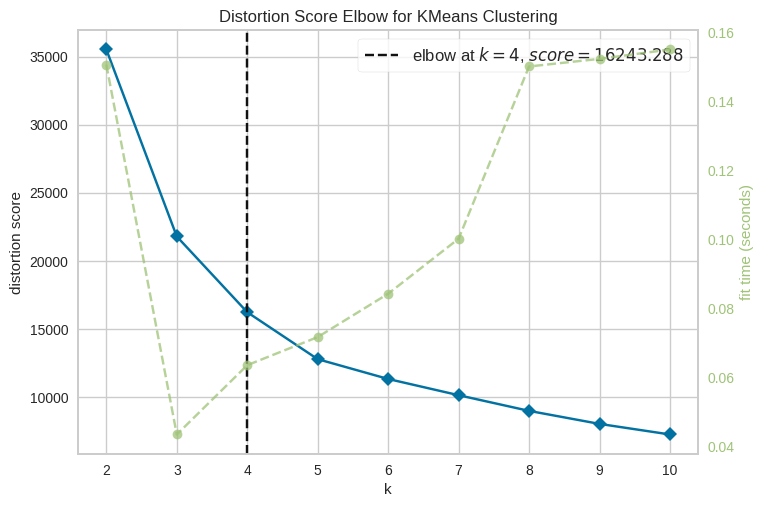 Distortion Score Elbow for KMeans Clustering
elbow at k = 4, score = 16243.288
distortion score
35000
30000
25000
20000
15000
10000
0.16
0.14
0.12
0.10
0.08
0.06
0.04
fit time (seconds)
2 3 4 5 6 7 8 9 10
k